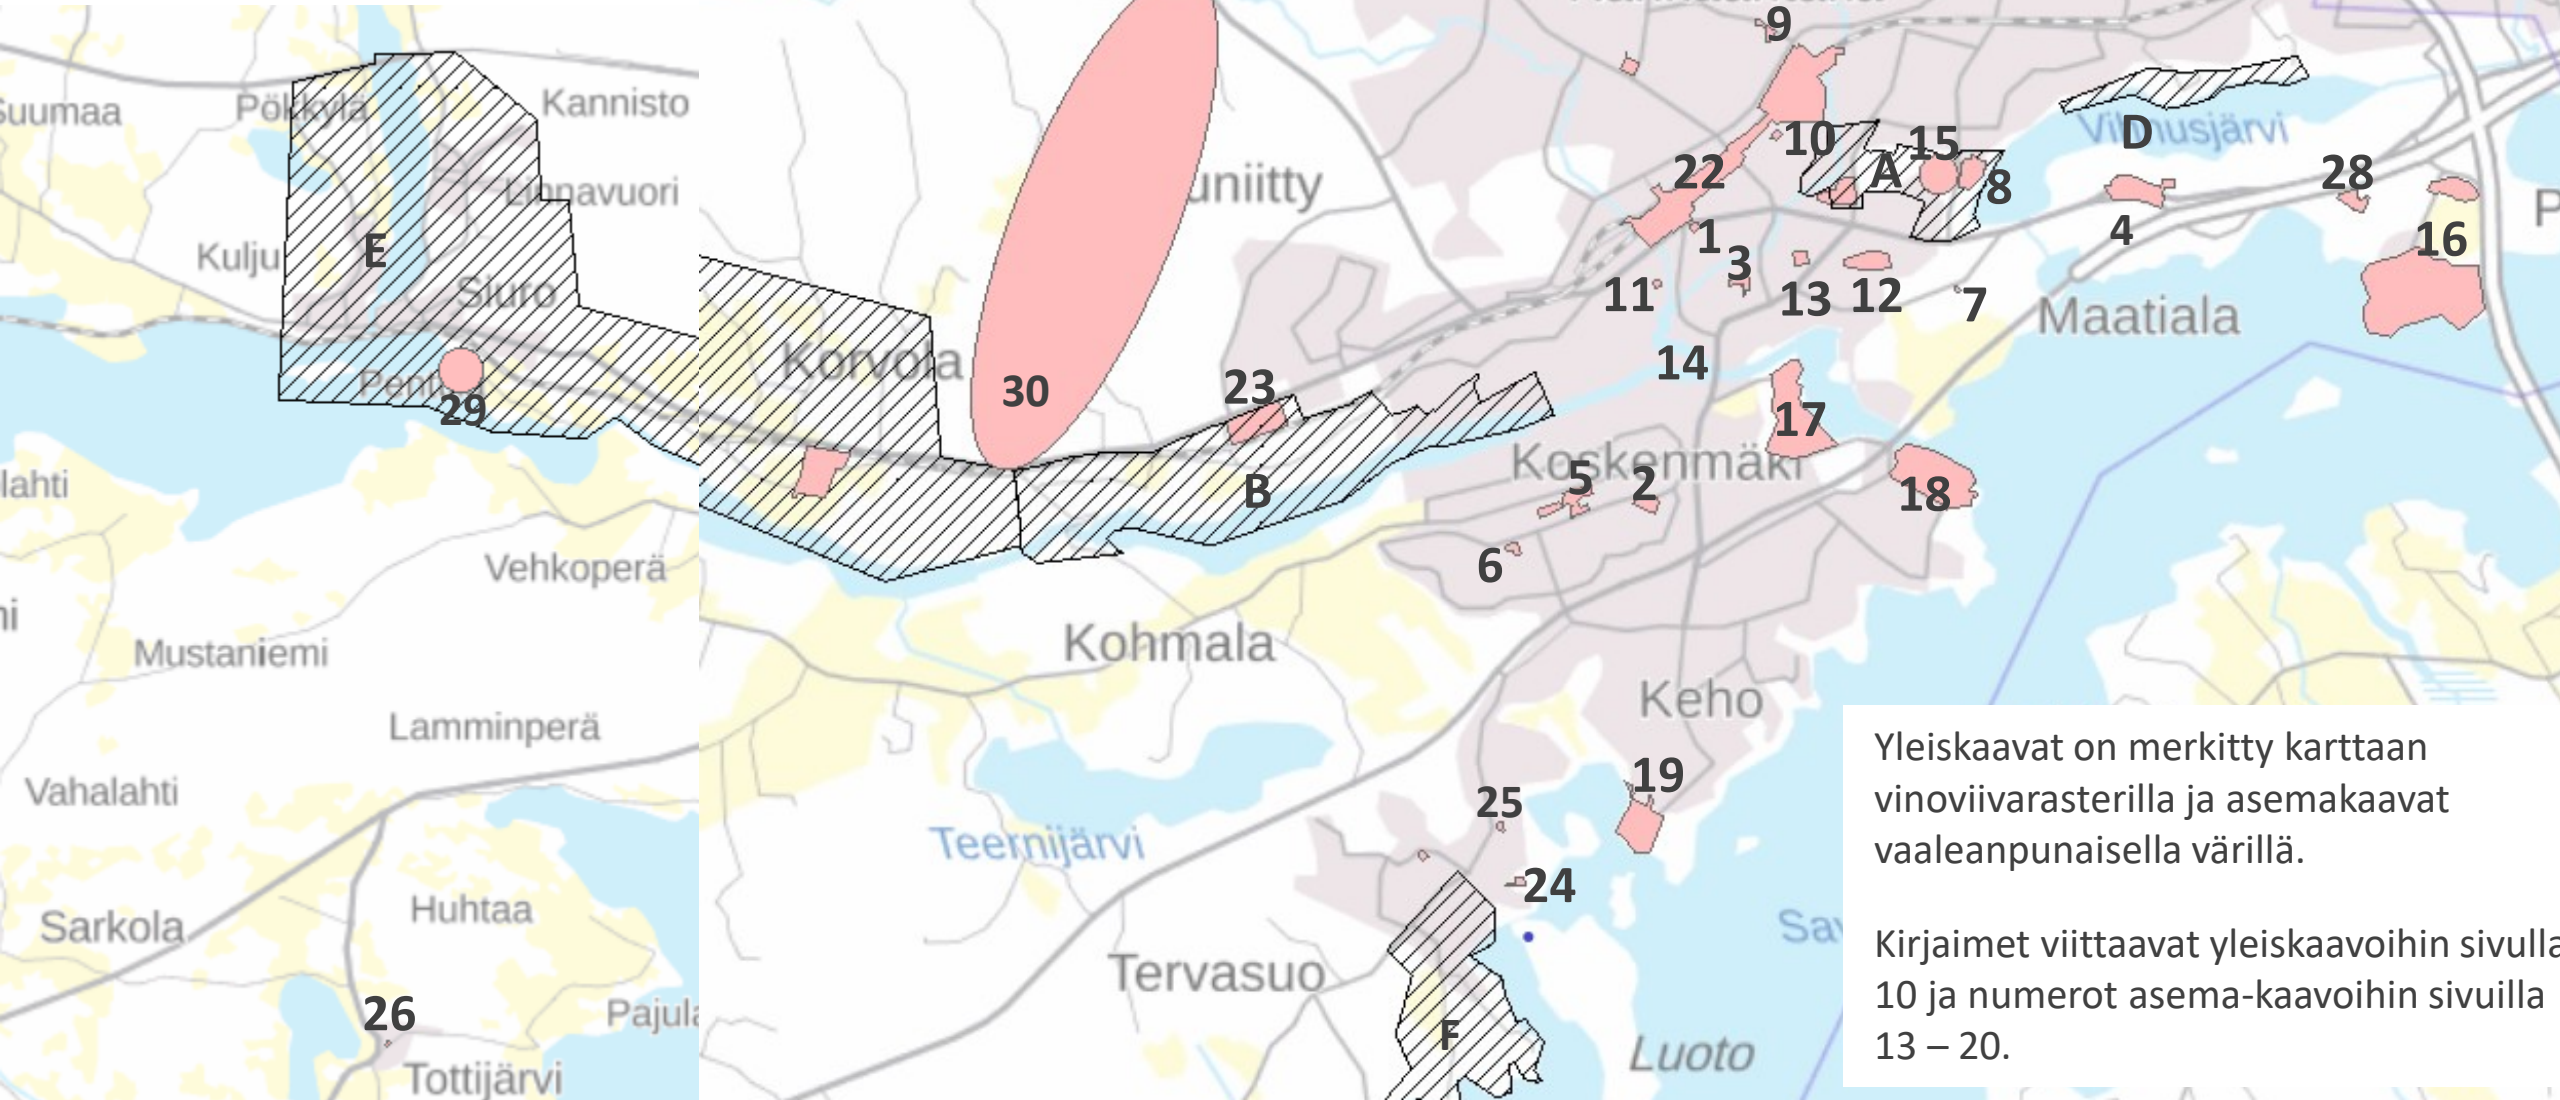 9
Pölkkylä
Kannisto
Suumaa
10
15
D
Vihnusjärvi
22
A
28
8
Linnavuori
uniitty
P
4
1
16
E
Kulju
3
Siuro
11
13
12
7
Maatiala
Korvola
14
30
23
29
17
Koskenmäki
5
2
18
B
lahti
6
Vehkoperä
Kohmala
Mustaniemi
Keho
Lamminperä
Vahalahti
19
25
Teernijärvi
24
Huhtaa
Sarkola
Tervasuo
26
Pajula
F
Luoto
Tottijärvi
Yleiskaavat on merkitty karttaan
vinoviivarasterilla ja asemakaavat
vaaleanpunaisella värillä.
Kirjaimet viittaavat yleiskaavoihin sivulla
10 ja numerot asema-kaavoihin sivuilla
13 – 20.